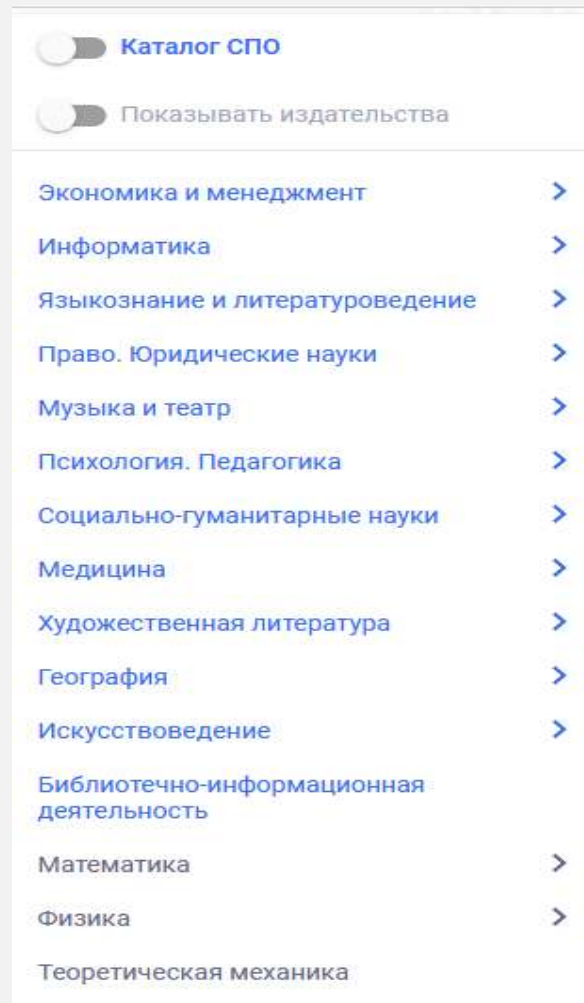 Каталог СПО
Показывать издательства
Экономика и менеджмент
Информатика
Языкознание и литературоведение
Право. Юридические науки
Музыка и театр
Психология. Педагогика
Социально-гуманитарные науки
Медицина
Художественная литература
География
Искусствоведение
Библиотечно-информационная
деятельность
Математика
Физика
Теоретическая механика